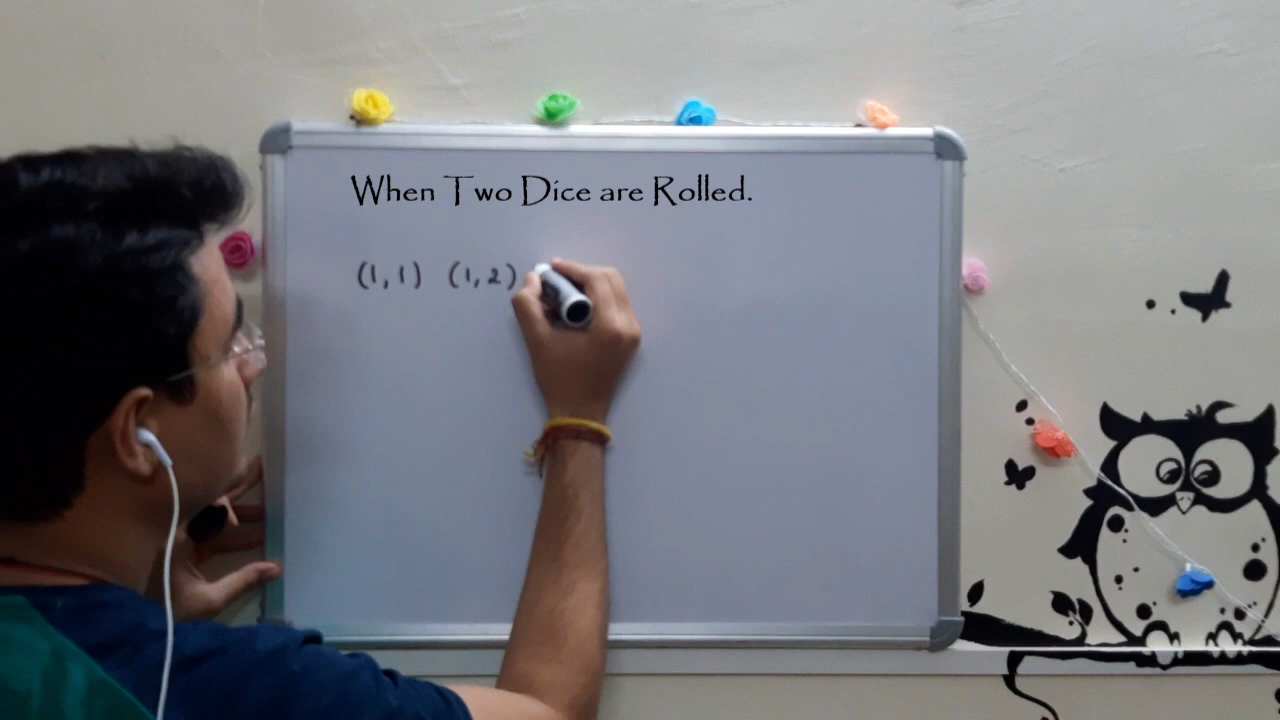 When Two Dice are Rolled.
(1,1) (1,2)